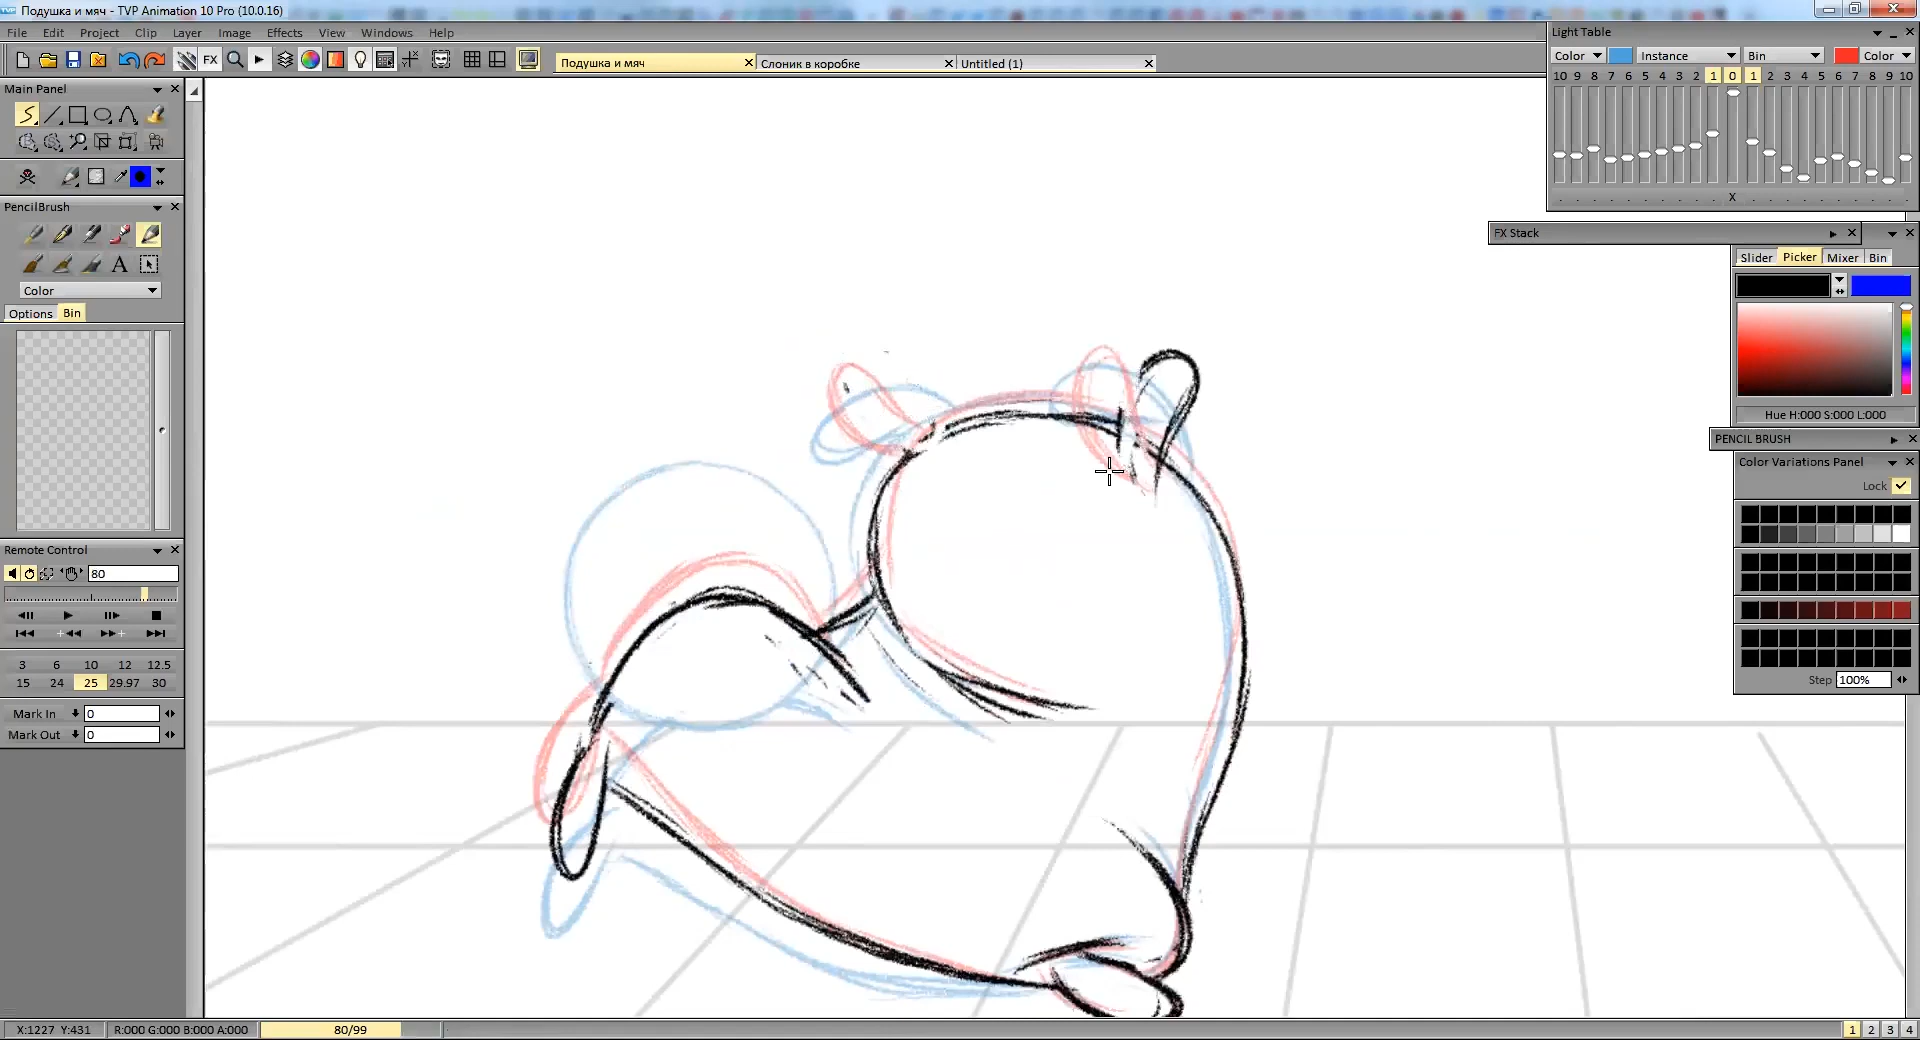 Подушка и мяч - TVP Animation 10 Pro (10.0.16)
File Edit Project Clip Layer Image Effects View Windows Help
FX
Подушка и мяч
Слоник в коробке
Untitled (1)
Light Table
Color Instance Bin Color
10 9 8 7 6 5 4 3 2 1 0 1 2 3 4 5 6 7 8 9 10
X
Main Panel
PencilBrush
A
Color
Options Bin
Remote Control
80
3 6 10 12 12.5
15 24 25 29.97 30
Mark In 0
Mark Out 0
FX Stack
Slider Picker Mixer Bin
Hue H:000 S:000 L:000
PENCIL BRUSH
Color Variations Panel
Lock
Step 100%
X:1227 Y:431 R:000 G:000 B:000 A:000 80/99
1 2 3 4